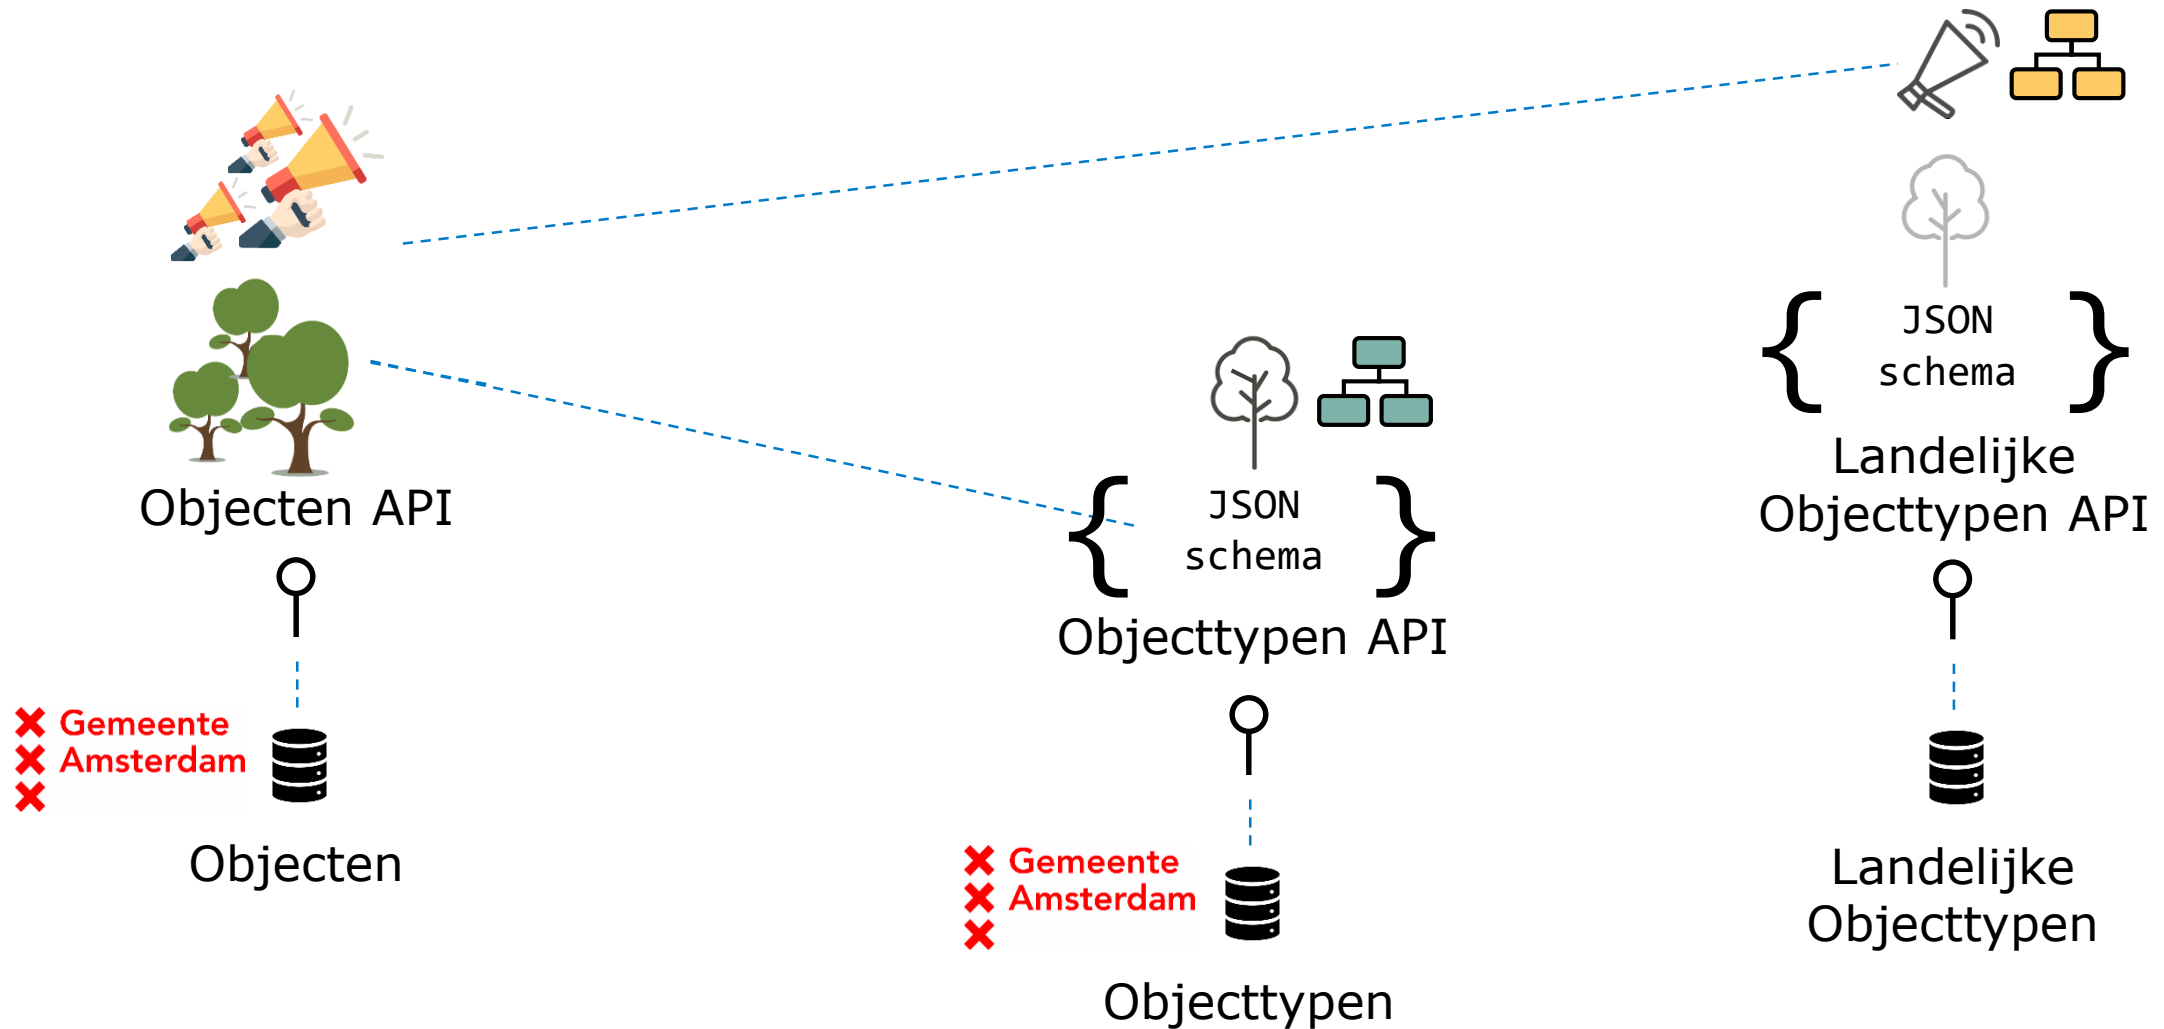 Objecten API
Gemeente
Amsterdam
Objecten
{ JSON }
schema
Objecttypen API
Gemeente
Amsterdam
Objecttypen
{ JSON }
schema
Landelijke
Objecttypen API
Landelijke
Objecttypen